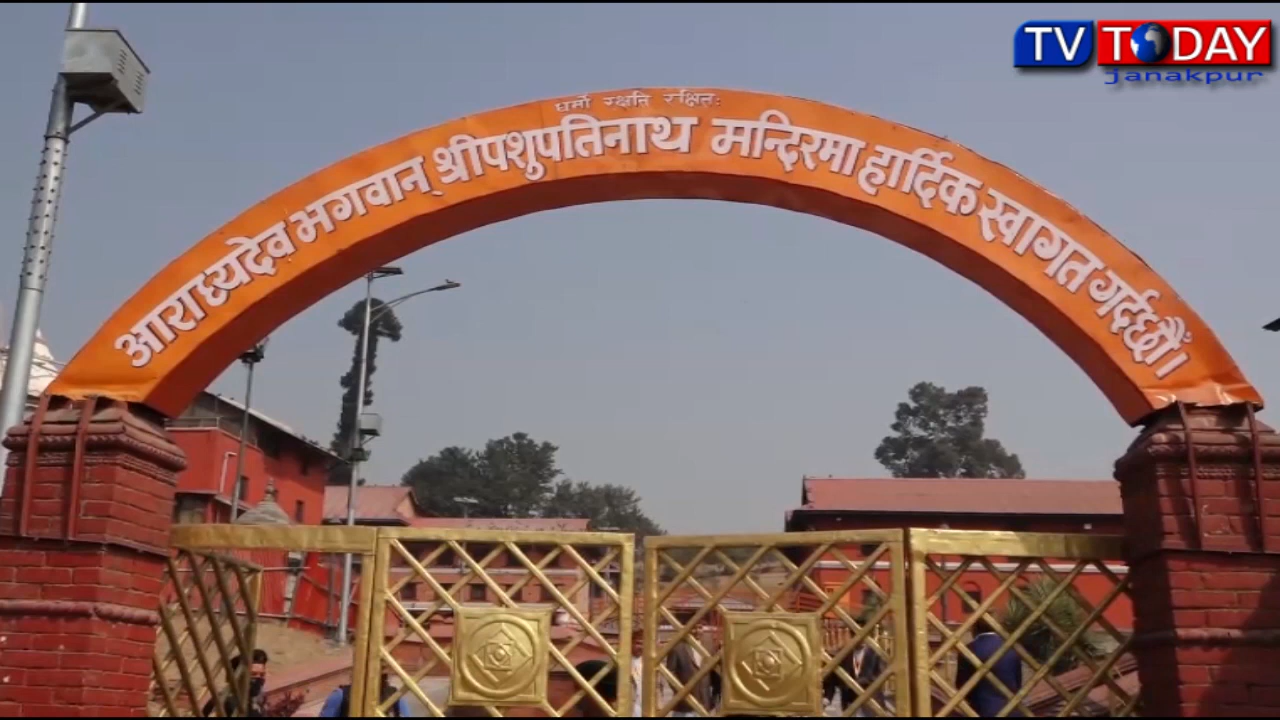 TV TODAY
janakpur
धर्मो रक्षति रक्षितः
आराध्यदेव भगवान् श्रीपशुपतिनाथ मन्दिरमा हार्दिक स्वागत गर्दछौँ।